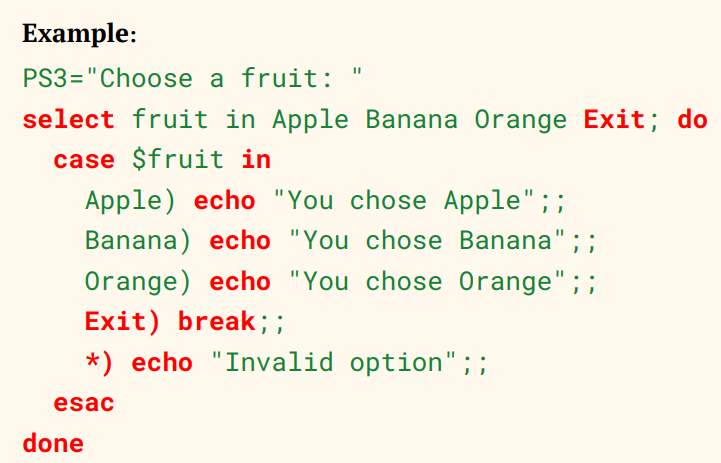 Example:
PS3="Choose a fruit: "
select fruit in Apple Banana Orange Exit; do
  case $fruit in
    Apple) echo "You chose Apple";;
    Banana) echo "You chose Banana";;
    Orange) echo "You chose Orange";;
    Exit) break;;
    *) echo "Invalid option";;
  esac
done